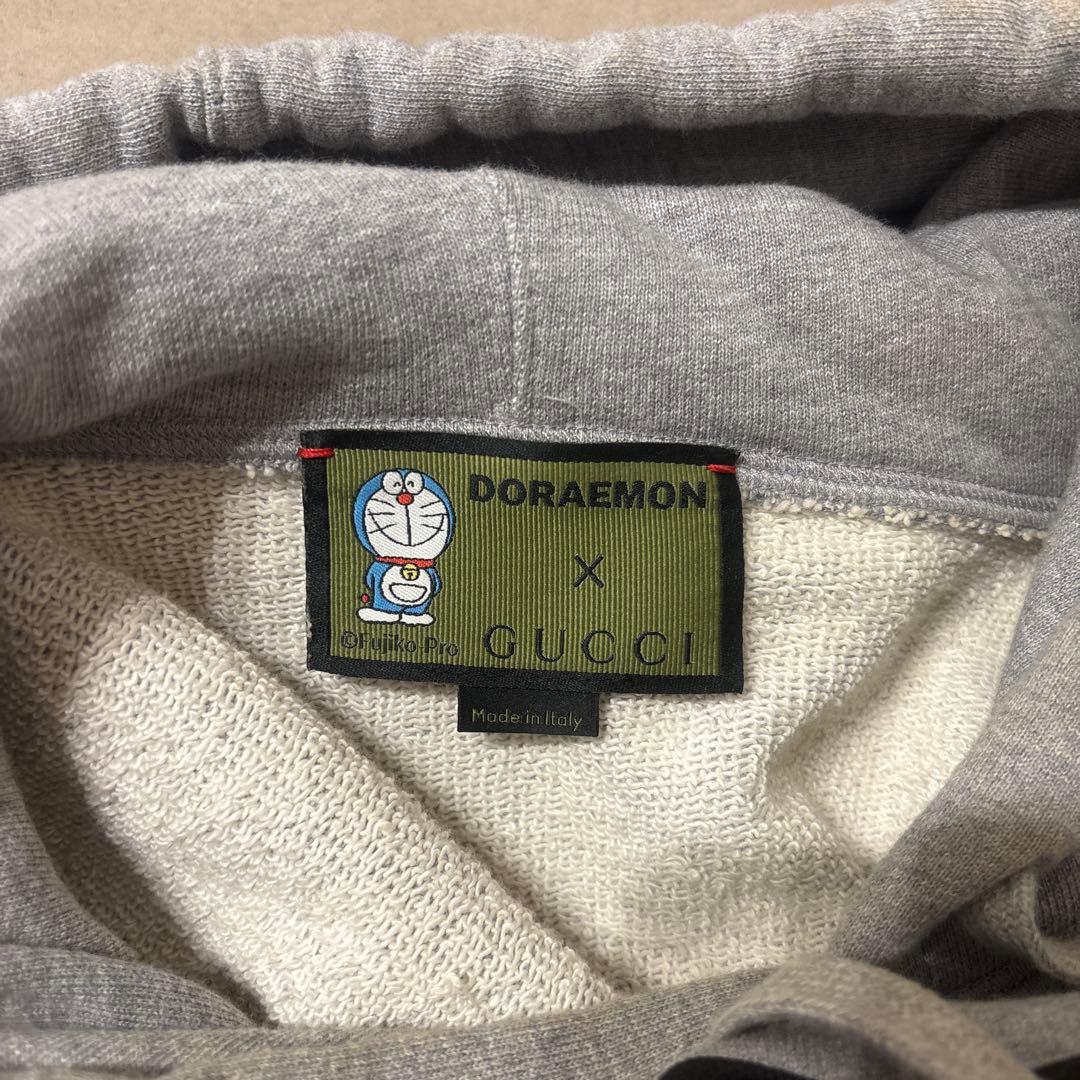 DORAEMON
X
GUCCI
©Fujiko-Pro
Made in Italy